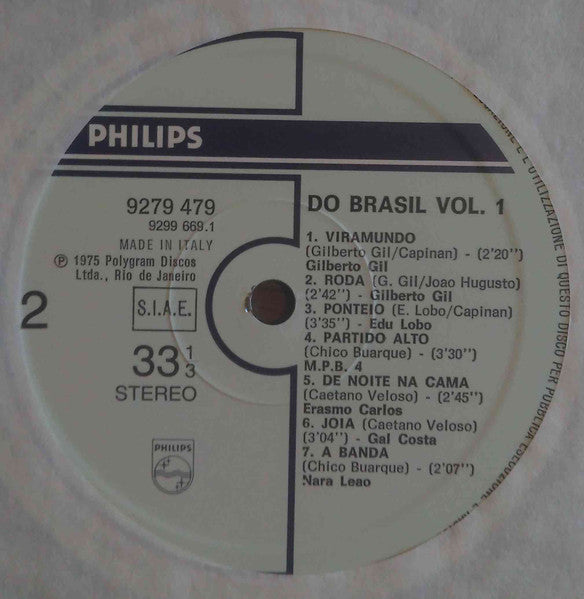 PHILIPS
9279 479
9299 669.1
MADE IN ITALY
Ⓟ 1975 Polygram Discos
Ltda., Rio de Janeiro
2
S.I.A.E.
33 1/3
STEREO
PHILIPS
DO BRASIL VOL. 1
1. VIRAMUNDO
(Gilberto Gil/Capinan) - (2'20'')
Gilberto Gil
2. RODA (G. Gil/Joao Hugusto)
(2'42'') - Gilberto Gil
3. PONTEIO (E. Lobo/Capinan)
(3'35'') - Edu Lobo
4. PARTIDO ALTO
(Chico Buarque) - (3'30'')
M.P.B. 4
5. DE NOITE NA CAMA
(Caetano Veloso) - (2'45'')
Erasmo Carlos
6. JOIA (Caetano Veloso)
(3'04'') - Gal Costa
7. A BANDA
(Chico Buarque) - (2'07'')
Nara Leao
E L'UTILIZZAZIONE DI QUESTO DISCO PER PUBBLICA